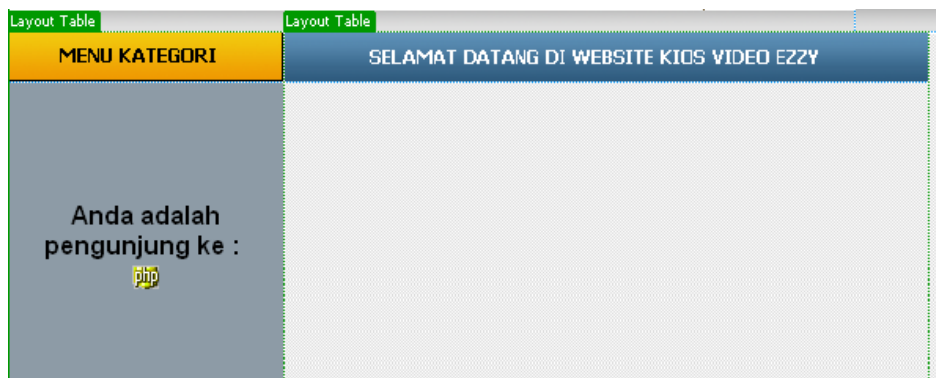 Layout Table
Layout Table
MENU KATEGORI
SELAMAT DATANG DI WEBSITE KIOS VIDEO EZZY
Anda adalah
pengunjung ke :
php